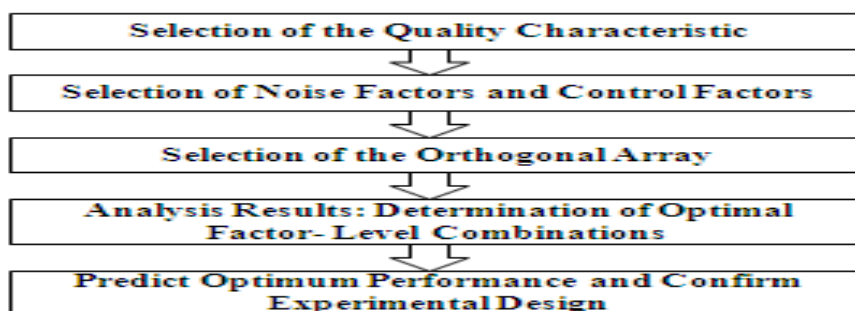 Selection of the Quality Characteristic
Selection of Noise Factors and Control Factors
Selection of the Orthogonal Array
Analysis Results: Determination of Optimal
Factor- Level Combinations
Predict Optimum Performance and Confirm
Experimental Design